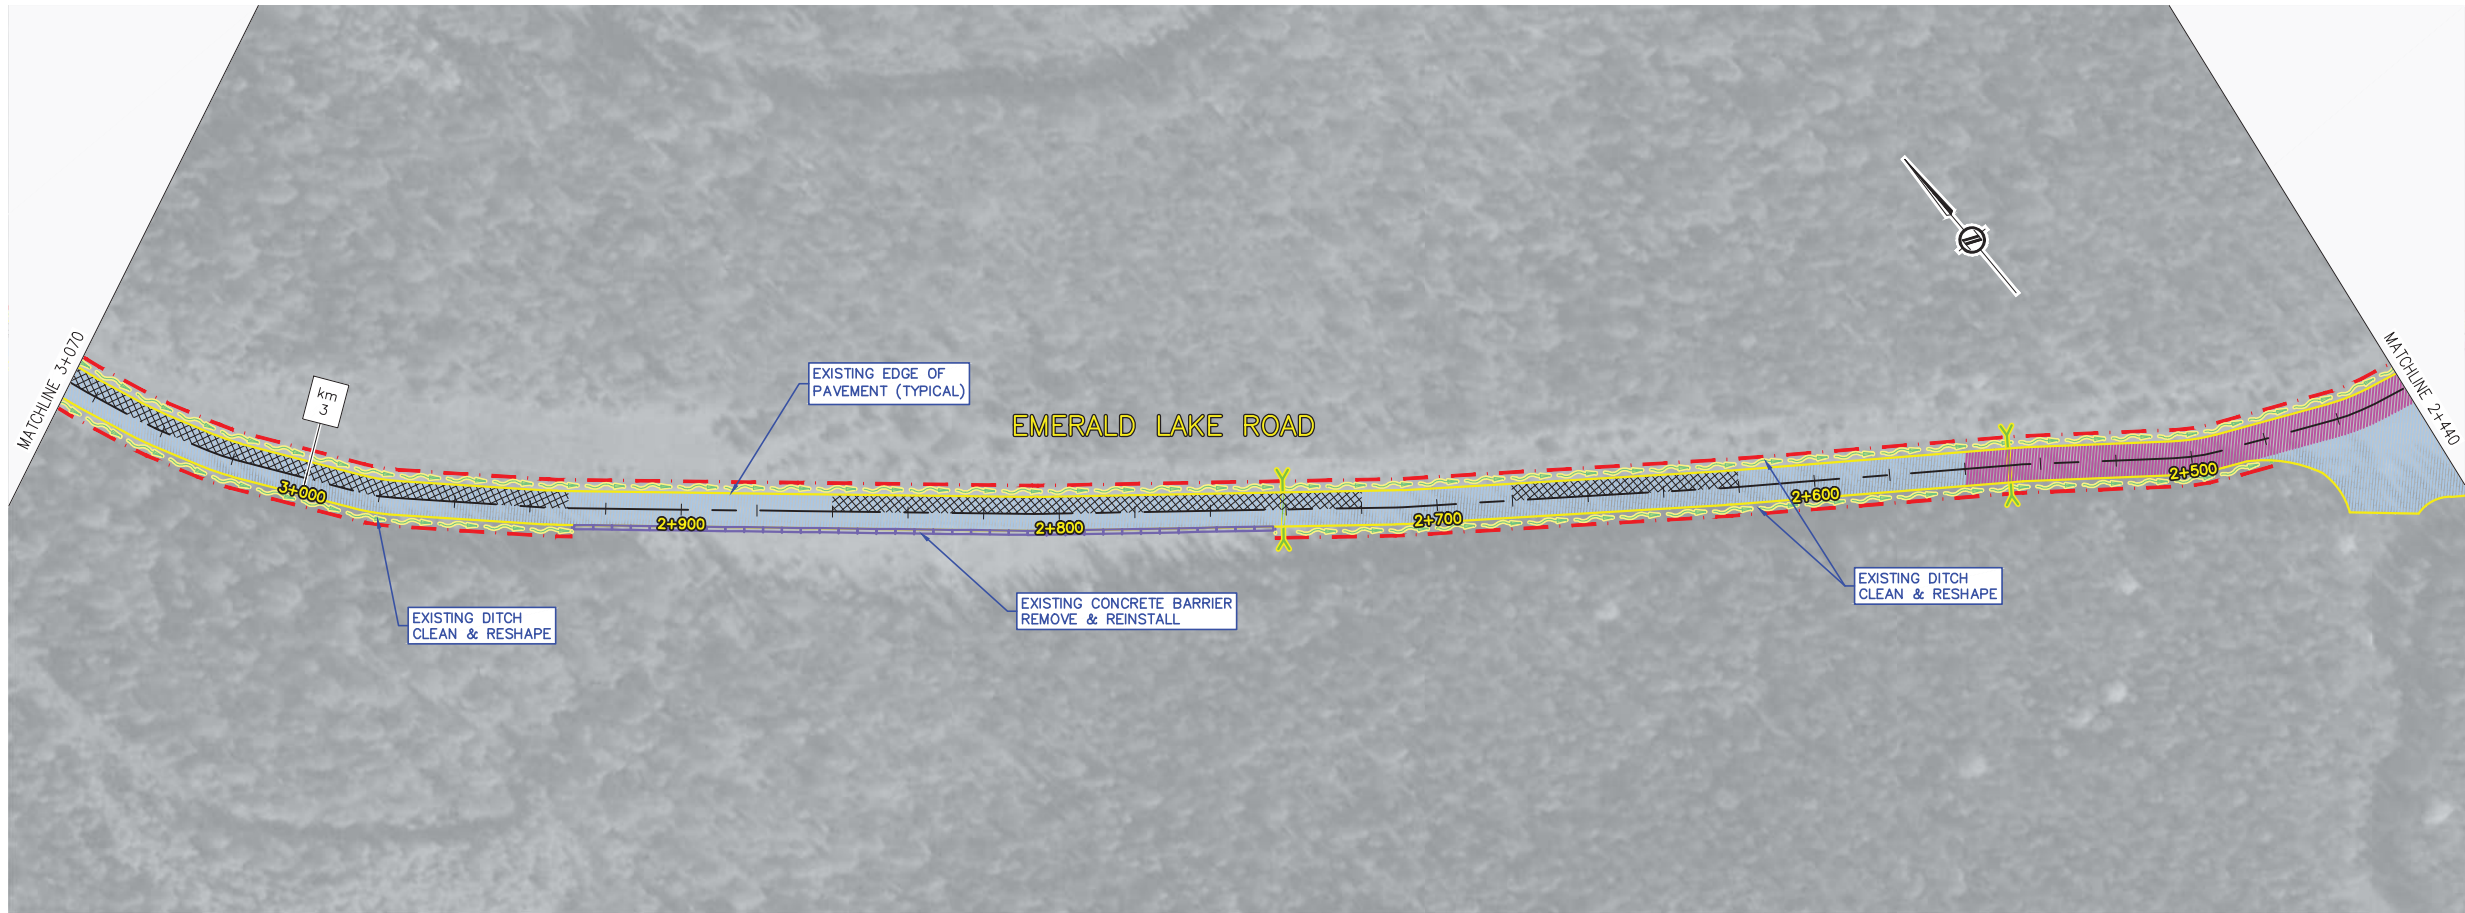 MATCHLINE 3+070
km
3
3+000
EXISTING EDGE OF
PAVEMENT (TYPICAL)
EMERALD LAKE ROAD
MATCHLINE 2+440
2+900
2+800
2+700
2+600
2+500
EXISTING DITCH
CLEAN & RESHAPE
EXISTING CONCRETE BARRIER
REMOVE & REINSTALL
EXISTING DITCH
CLEAN & RESHAPE